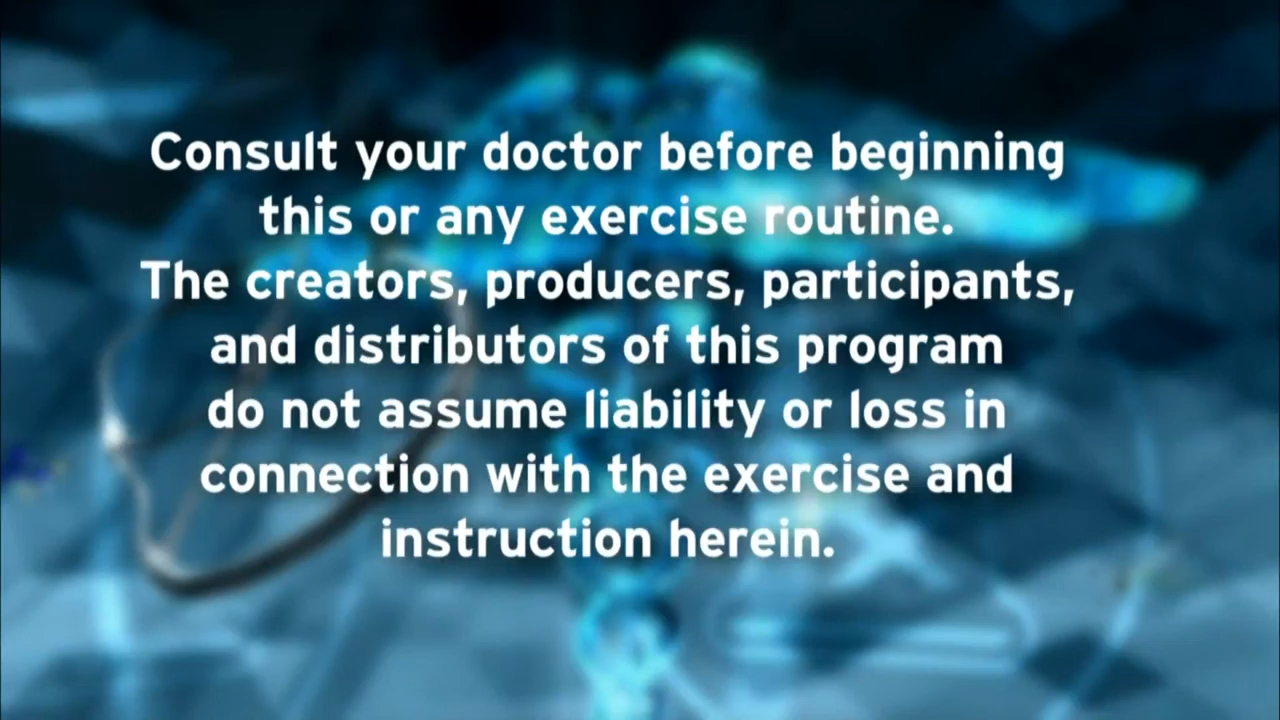 Consult your doctor before beginning
this or any exercise routine.
The creators, producers, participants,
and distributors of this program
do not assume liability or loss in
connection with the exercise and
instruction herein.